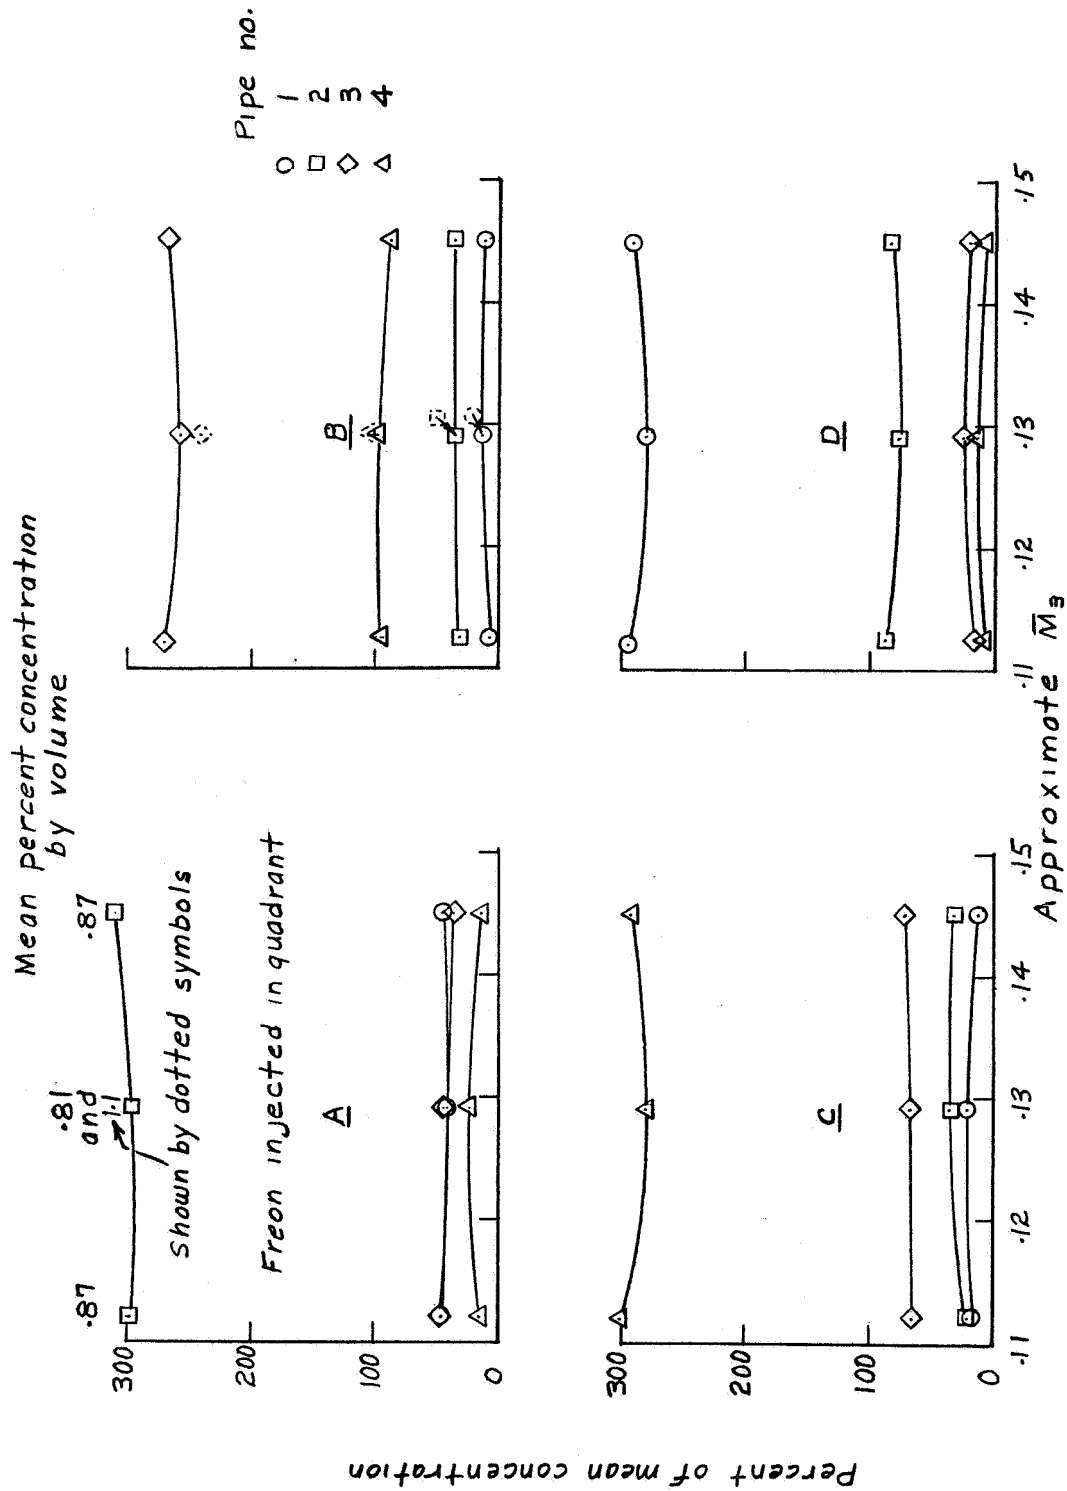 Mean percent concentration
by volume
.87
.81
and
1.1
.87
Shown by dotted symbols
Freon injected in quadrant
Pipe no.
1
2
3
4
A
B
C
D
300
200
100
0
300
200
100
0
.11
.12
.13
.14
.15
.11
.12
.13
.14
.15
Percent of mean concentration
Approximate M̄₃